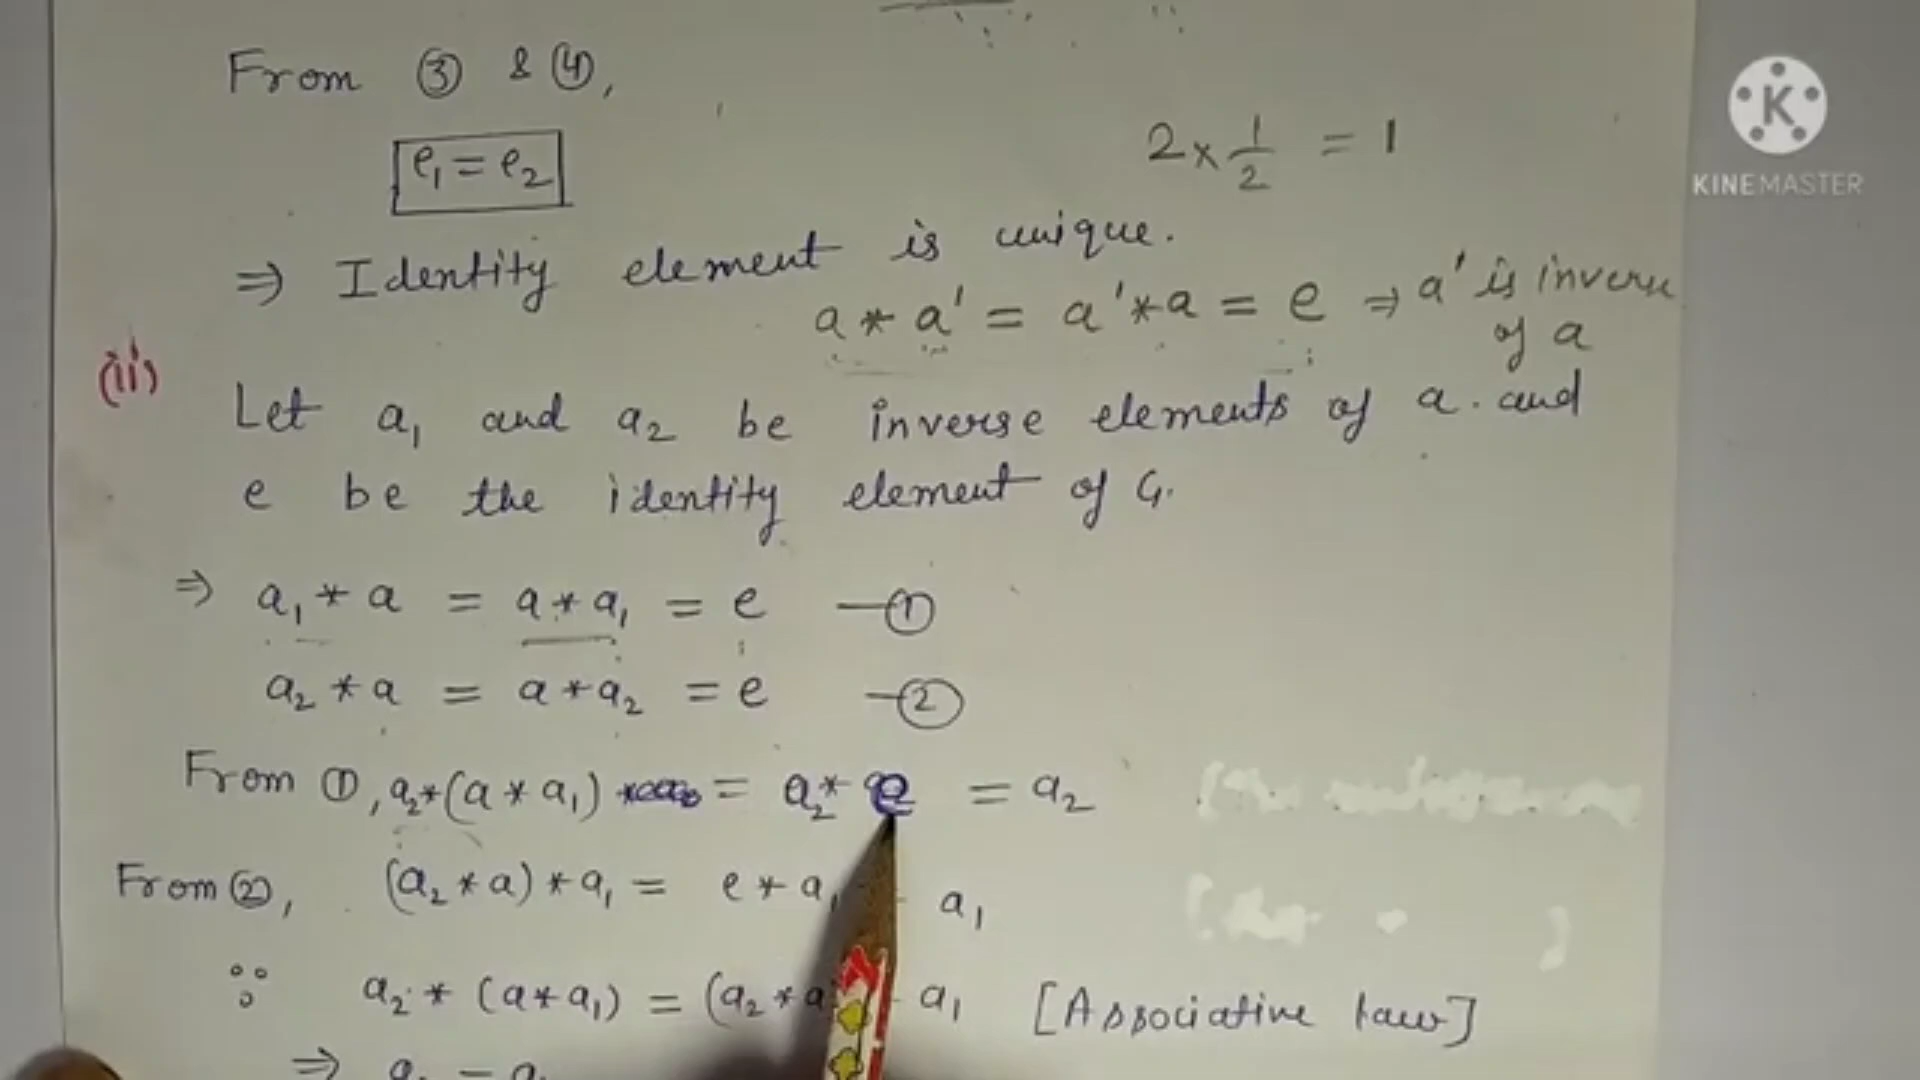 From ③ & ④,
e₁ = e₂
2 × 1/2 = 1
KINEMASTER
⇒ Identity element is unique.
a * a' = a' * a = e ⇒ a' is inverse of a
(ii)
Let a₁ and a₂ be inverse elements of a. and
e be the identity element of G.
⇒ a₁ * a = a * a₁ = e —①
a₂ * a = a * a₂ = e —②
From ①, a₂*(a * a₁) = a₂* e = a₂
From ②, (a₂ * a) * a₁ = e * a₁ a₁
∵ a₂ * (a * a₁) = (a₂ * a a₁ [Associative law]
⇒